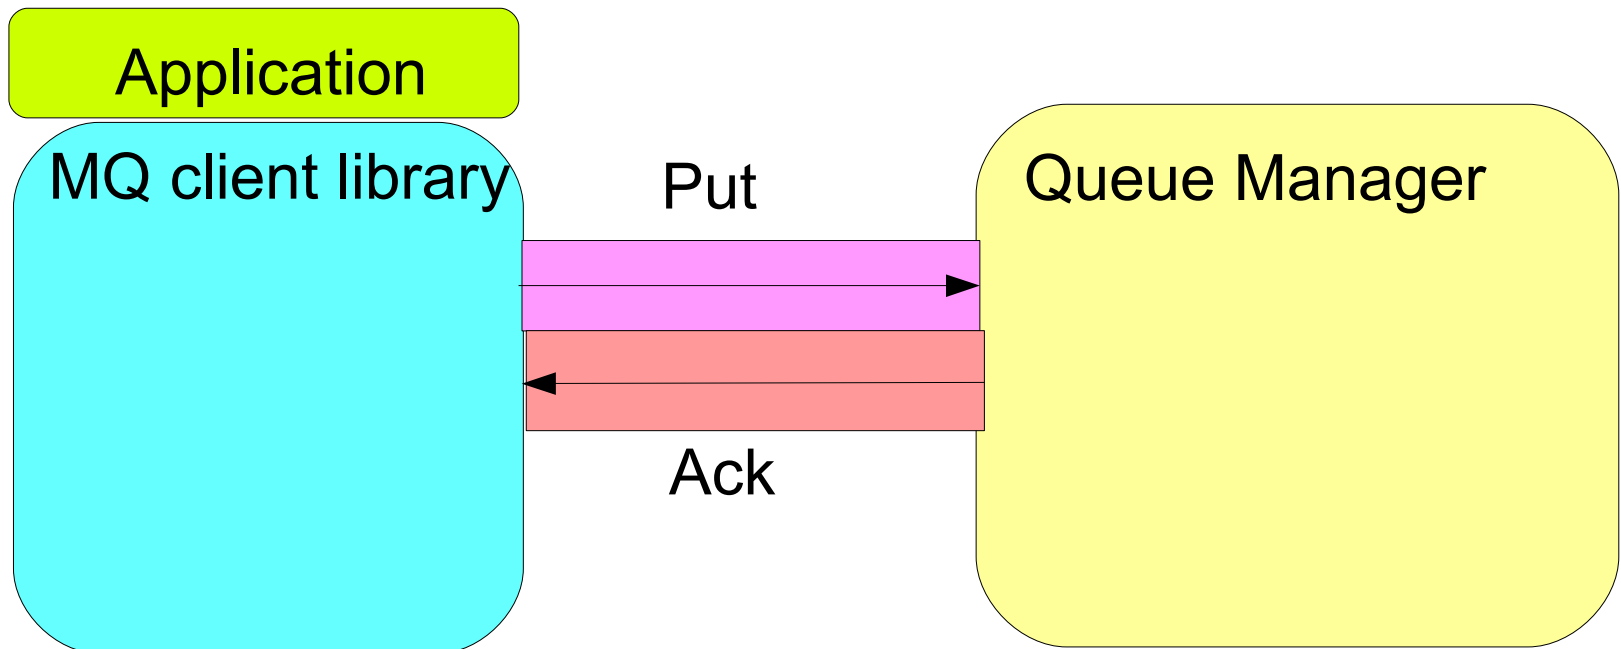 Application
MQ client library
Put
Queue Manager
Ack